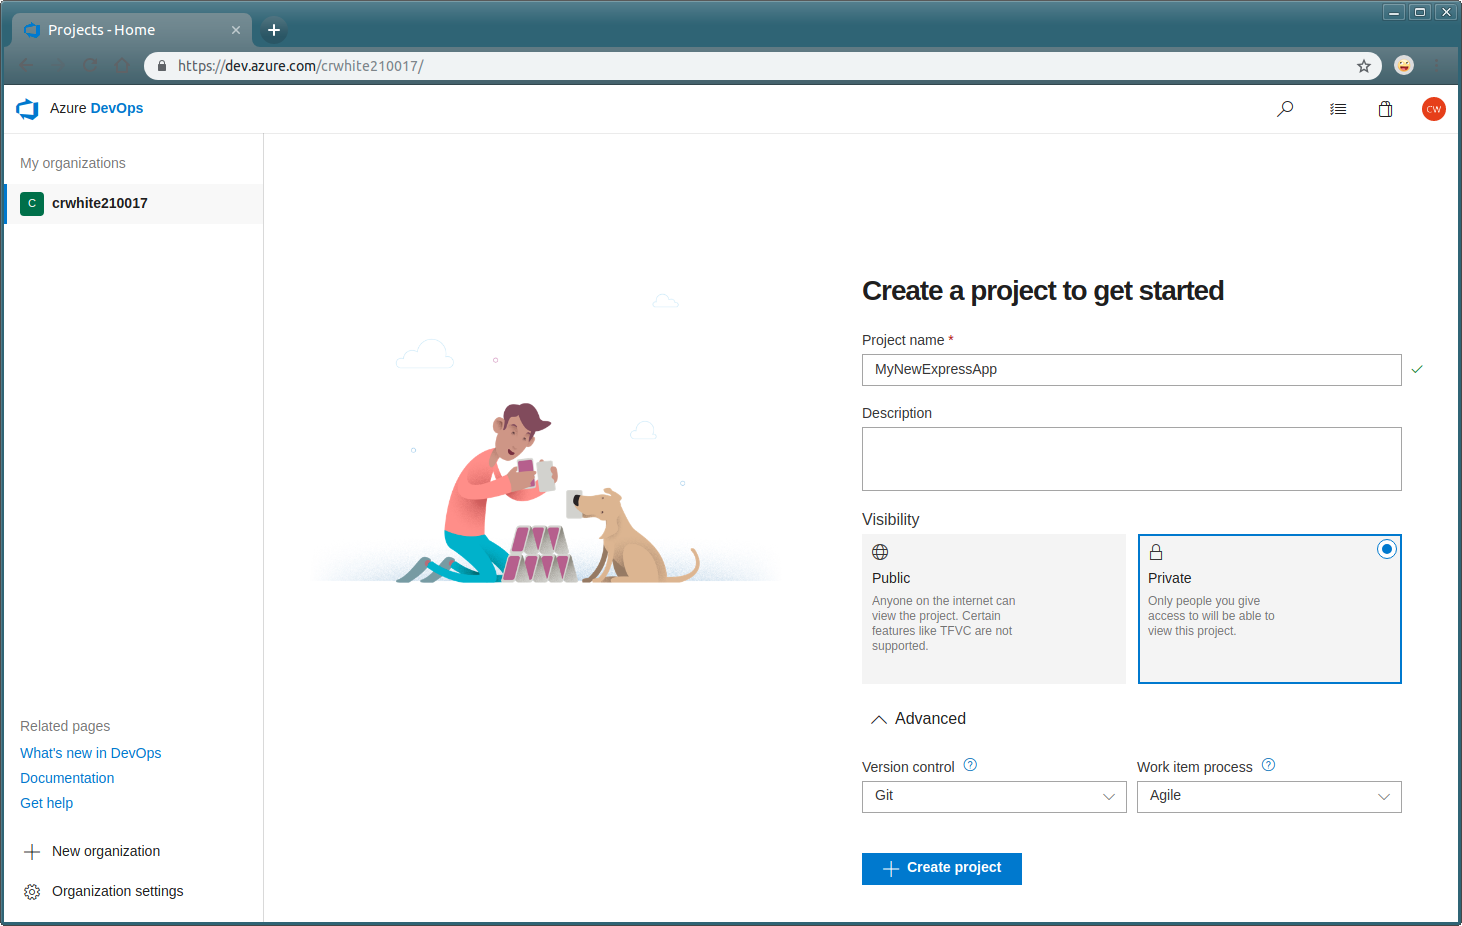 Projects - Home
https://dev.azure.com/crwhite210017/
Azure DevOps
CW
My organizations
C
crwhite210017
Create a project to get started
Project name *
MyNewExpressApp
Description
Visibility
Public
Anyone on the internet can
view the project. Certain
features like TFVC are not
supported.
Private
Only people you give
access to will be able to
view this project.
Advanced
Version control ?
Git
Work item process ?
Agile
Create project
Related pages
What's new in DevOps
Documentation
Get help
New organization
Organization settings